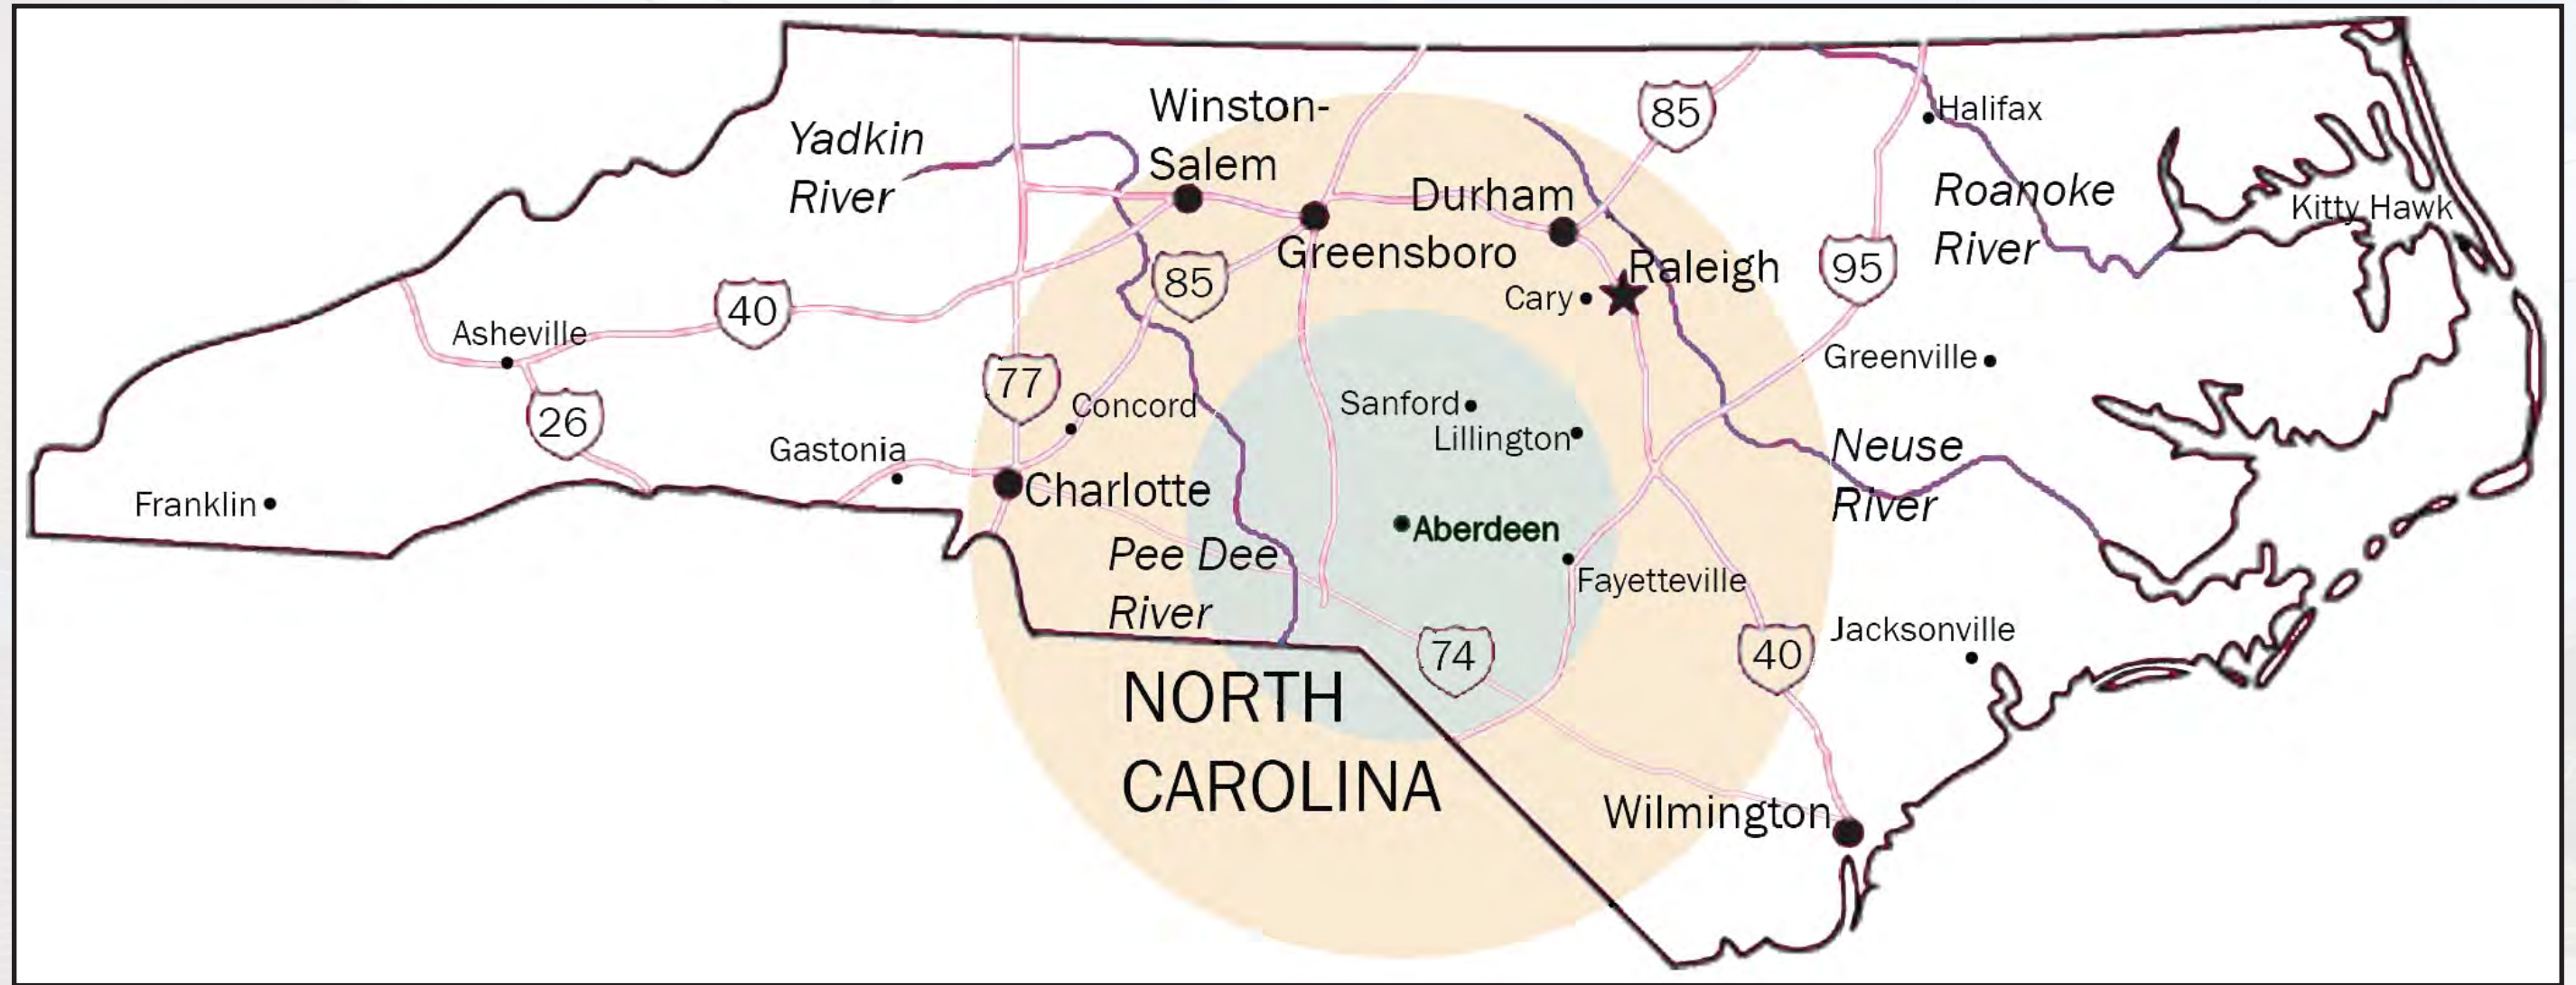 Winston-
Salem
85
Halifax
Yadkin
River
Durham
Roanoke
River
Kitty Hawk
Greensboro
Raleigh
95
85
Cary
40
Asheville
Greenville
77
Concord
Sanford
Lillington
26
Gastonia
Neuse
River
Franklin
Charlotte
Aberdeen
Pee Dee
River
Fayetteville
Jacksonville
74
40
NORTH
CAROLINA
Wilmington